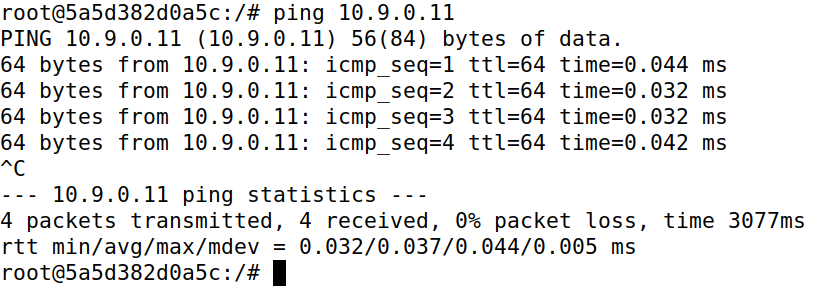 root@5a5d382d0a5c:/# ping 10.9.0.11
PING 10.9.0.11 (10.9.0.11) 56(84) bytes of data.
64 bytes from 10.9.0.11: icmp_seq=1 ttl=64 time=0.044 ms
64 bytes from 10.9.0.11: icmp_seq=2 ttl=64 time=0.032 ms
64 bytes from 10.9.0.11: icmp_seq=3 ttl=64 time=0.032 ms
64 bytes from 10.9.0.11: icmp_seq=4 ttl=64 time=0.042 ms
^C
--- 10.9.0.11 ping statistics ---
4 packets transmitted, 4 received, 0% packet loss, time 3077ms
rtt min/avg/max/mdev = 0.032/0.037/0.044/0.005 ms
root@5a5d382d0a5c:/#